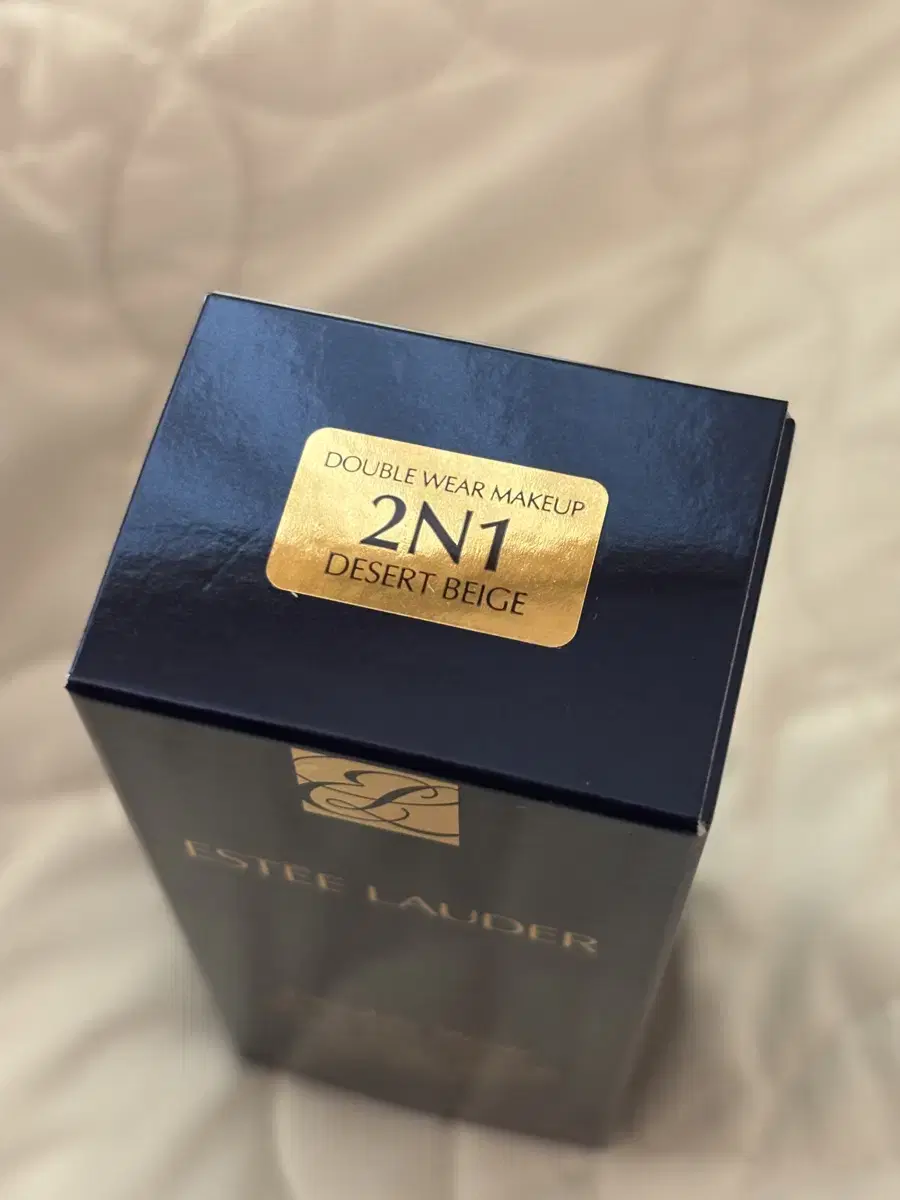 DOUBLE WEAR MAKEUP
2N1
DESERT BEIGE
ESTEE LAUDER